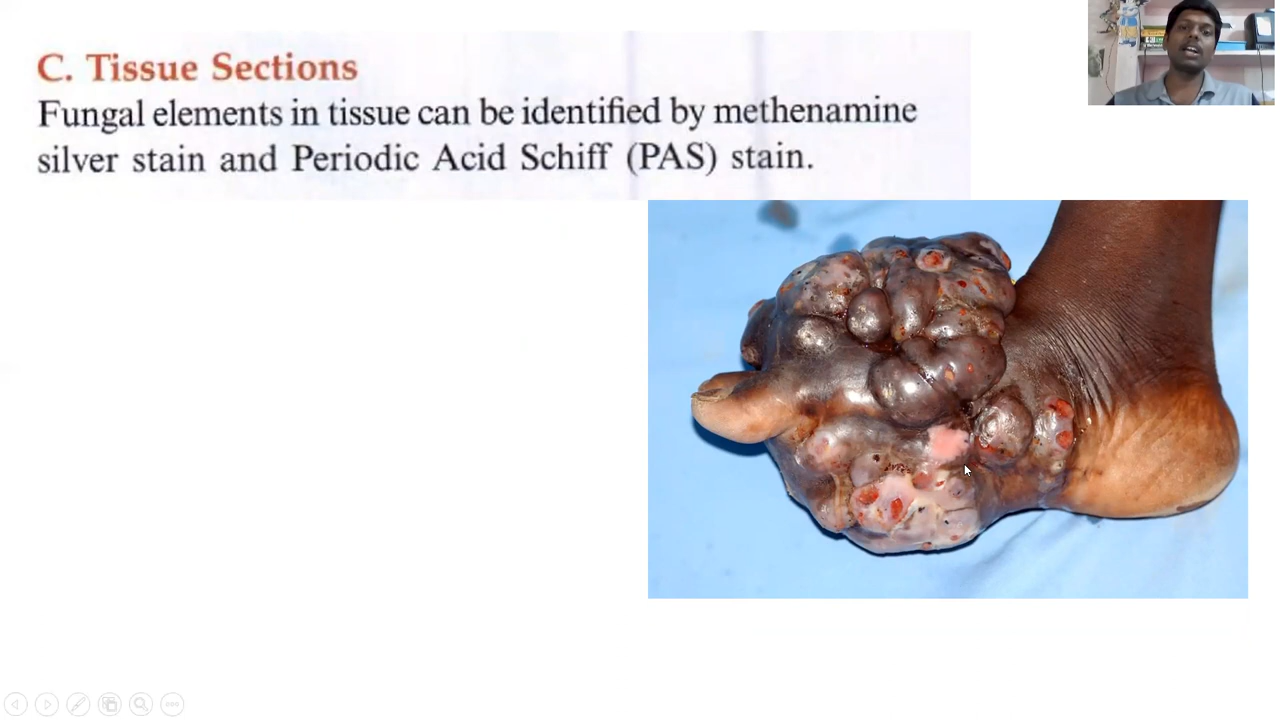 C. Tissue Sections
Fungal elements in tissue can be identified by methenamine
silver stain and Periodic Acid Schiff (PAS) stain.